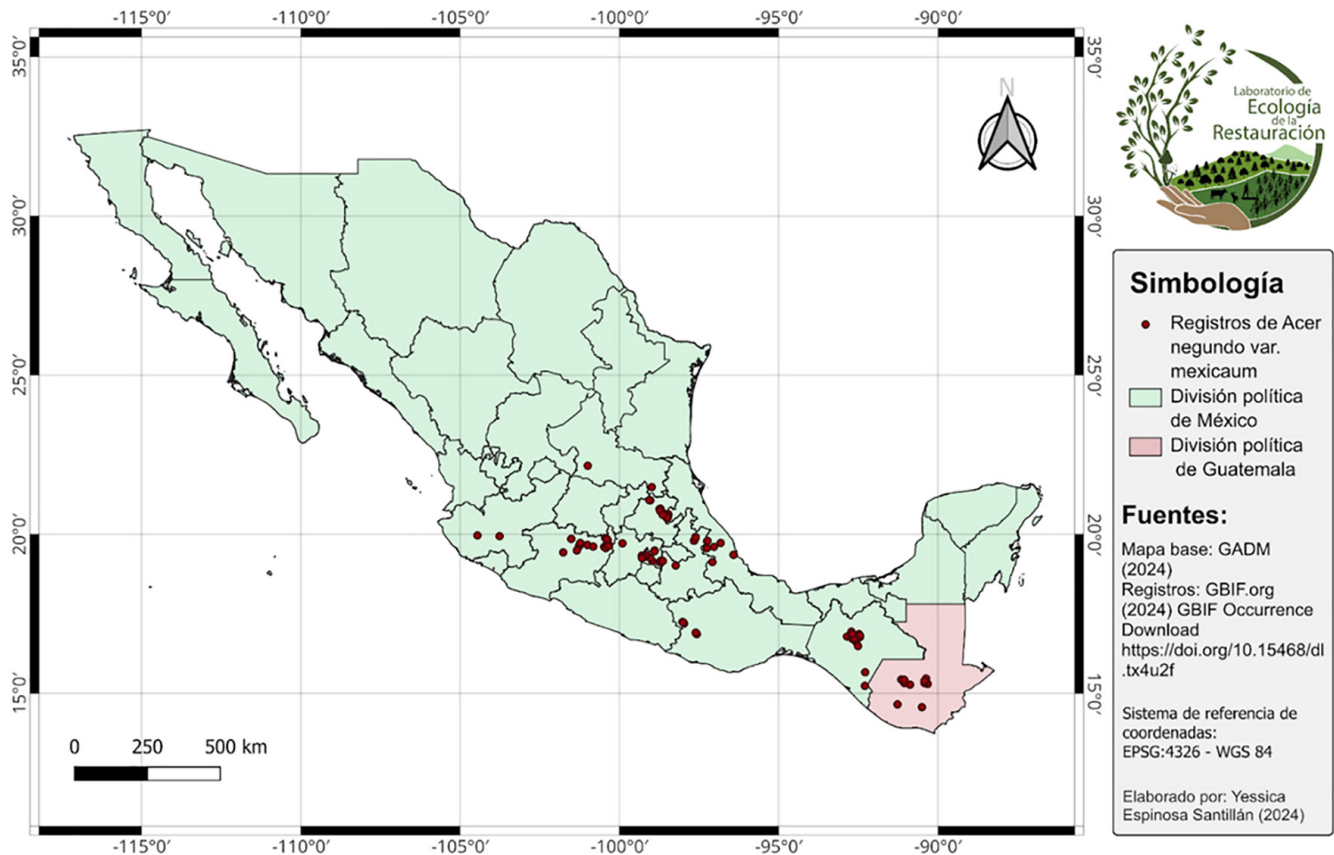 -115°0′ -110°0′ -105°0′ -100°0′ -95°0′ -90°0′
35°0′
30°0′
25°0′
20°0′
15°0′
N
35°0′
30°0′
25°0′
20°0′
15°0′
0 250 500 km
-115°0′ -110°0′ -105°0′ -100°0′ -95°0′ -90°0′
Laboratorio de
Ecología
de la
Restauración
Simbología
Registros de Acer
negundo var.
mexicaum
División política
de México
División política
de Guatemala
Fuentes:
Mapa base: GADM
(2024)
Registros: GBIF.org
(2024) GBIF Occurrence
Download
https://doi.org/10.15468/dl
.tx4u2f
Sistema de referencia de
coordenadas:
EPSG:4326 - WGS 84
Elaborado por: Yessica
Espinosa Santillán (2024)